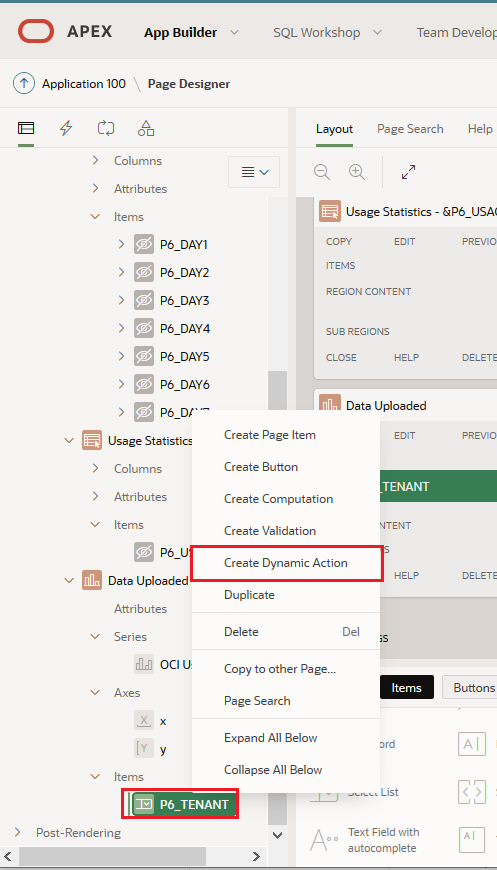 APEX App Builder SQL Workshop Team Develop
Application 100 \ Page Designer
Layout Page Search Help
Columns
Attributes
Items
P6_DAY1
P6_DAY2
P6_DAY3
P6_DAY4
P6_DAY5
P6_DAY6
P6_DAY7
Usage Statistics
Columns
Attributes
Items
P6_US
Data Uploaded
Attributes
Series
OCI U
Axes
x
y
Items
P6_TENANT
Post-Rendering
Create Page Item
Create Button
Create Computation
Create Validation
Create Dynamic Action
Duplicate
Delete Del
Copy to other Page...
Page Search
Expand All Below
Collapse All Below
Usage Statistics - &P6_USAG
COPY EDIT PREVIO
ITEMS
REGION CONTENT
SUB REGIONS
CLOSE HELP DELETE
Data Uploaded
EDIT PREVIO
_TENANT
NTENT
S
HELP DELETE
ss
Items Buttons
ord
Select List
Text Field with
autocomplete